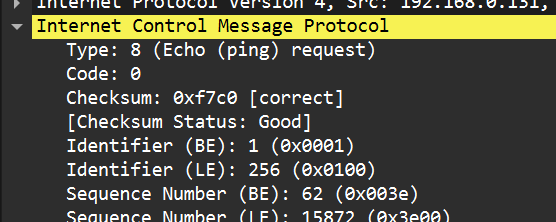 Internet Protocol Version 4, Src: 192.168.0.131,
Internet Control Message Protocol
Type: 8 (Echo (ping) request)
Code: 0
Checksum: 0xf7c0 [correct]
[Checksum Status: Good]
Identifier (BE): 1 (0x0001)
Identifier (LE): 256 (0x0100)
Sequence Number (BE): 62 (0x003e)
Sequence Number (LE): 15872 (0x3e00)